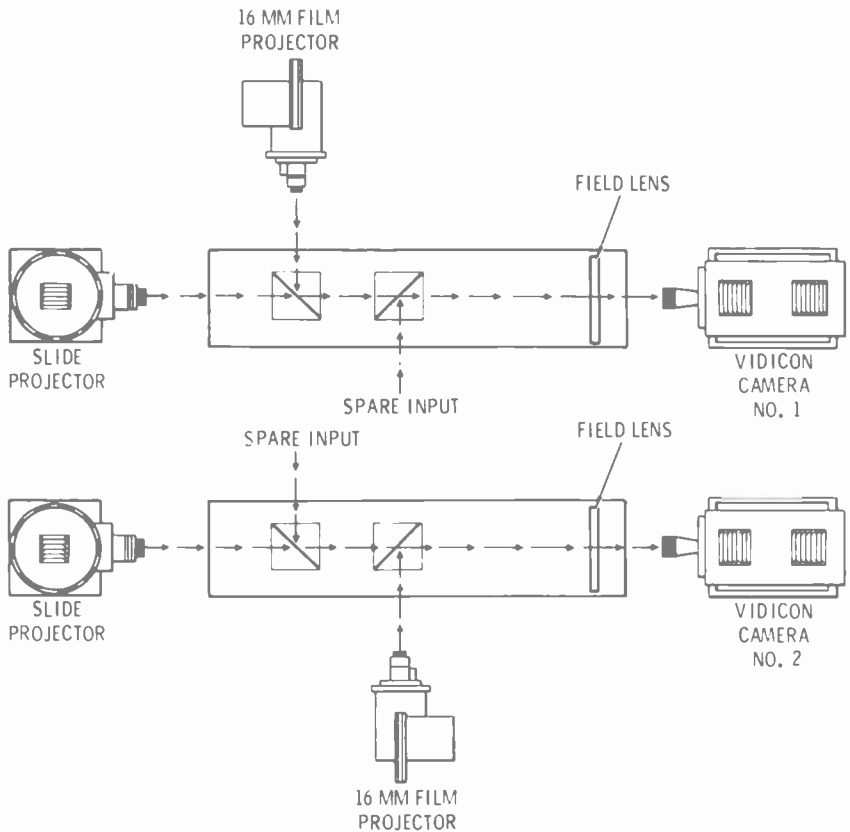 16 MM FILM
PROJECTOR
FIELD LENS
SLIDE
PROJECTOR
SPARE INPUT
VIDICON
CAMERA
NO. 1
SPARE INPUT
FIELD LENS
SLIDE
PROJECTOR
VIDICON
CAMERA
NO. 2
16 MM FILM
PROJECTOR